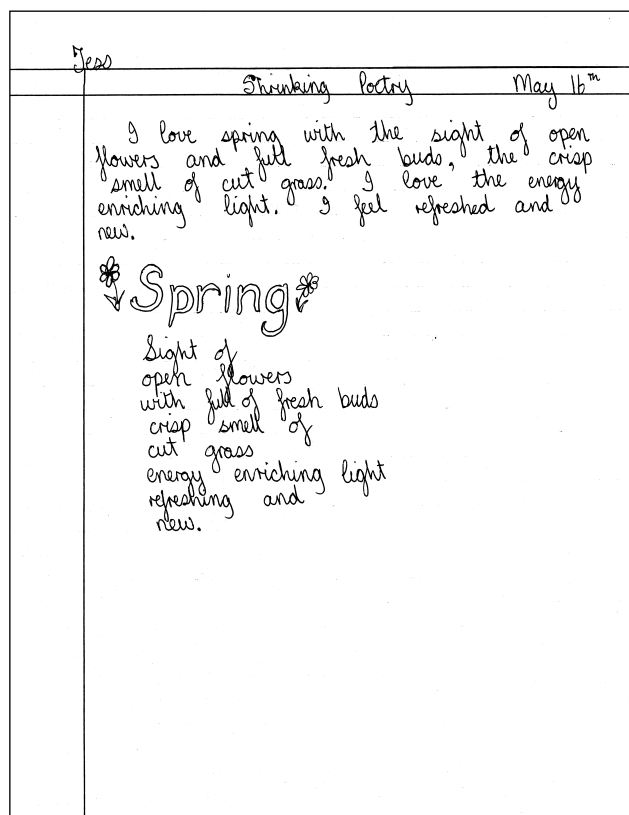 Tess
Shrinking Poetry May 16th
I love spring with the sight of open
flowers and full fresh buds, the crisp
smell of cut grass. I love the energy
enriching light. I feel refreshed and
new.
Spring
Sight of
open flowers
with full of fresh buds
crisp smell of
cut grass
energy enriching light
refreshing and
new.